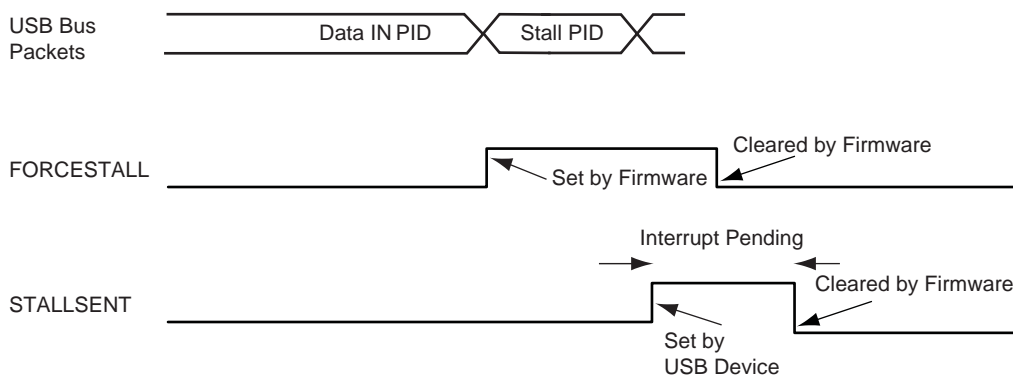 USB Bus
Packets
Data IN PID
Stall PID
FORCESTALL
Set by Firmware
Cleared by Firmware
Interrupt Pending
STALLSENT
Cleared by Firmware
Set by
USB Device